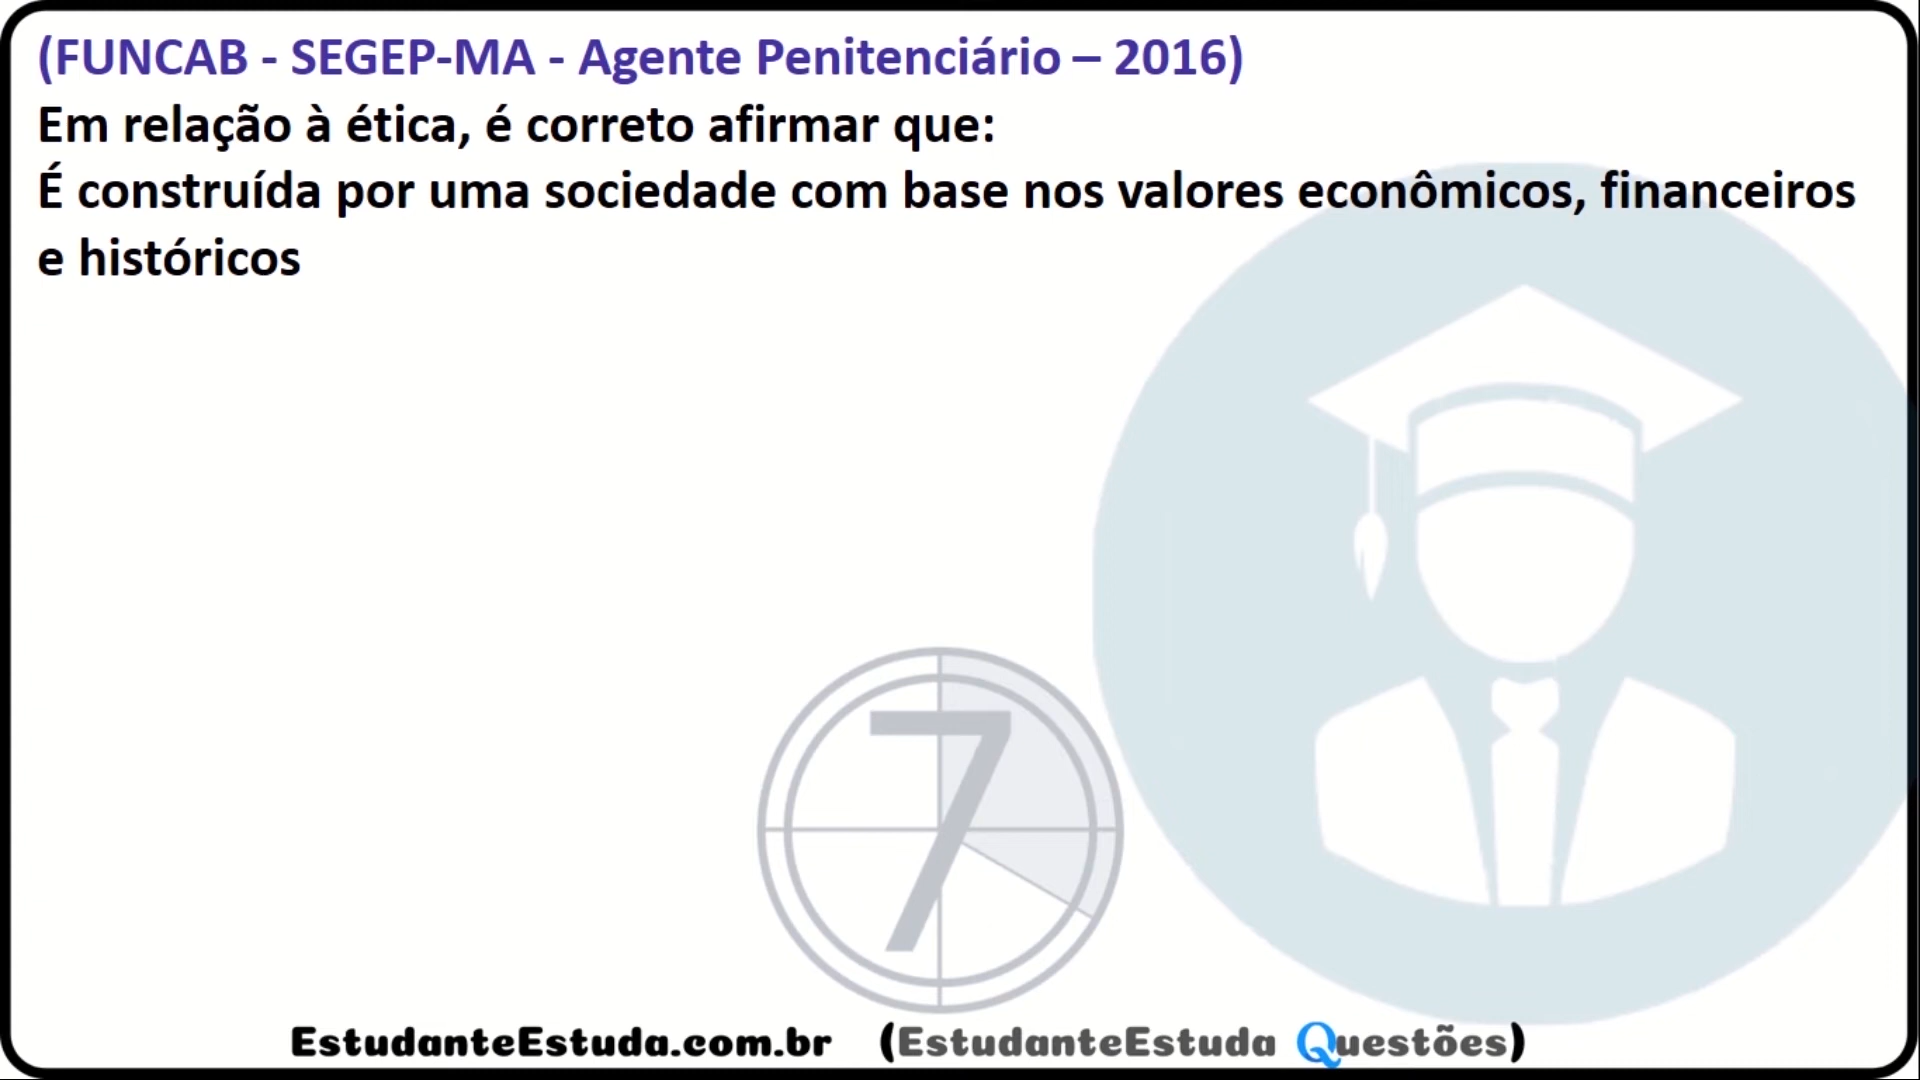 (FUNCAB - SEGEP-MA - Agente Penitenciário – 2016)
Em relação à ética, é correto afirmar que:
É construída por uma sociedade com base nos valores econômicos, financeiros
e históricos
7
EstudanteEstuda.com.br (EstudanteEstuda Questões)